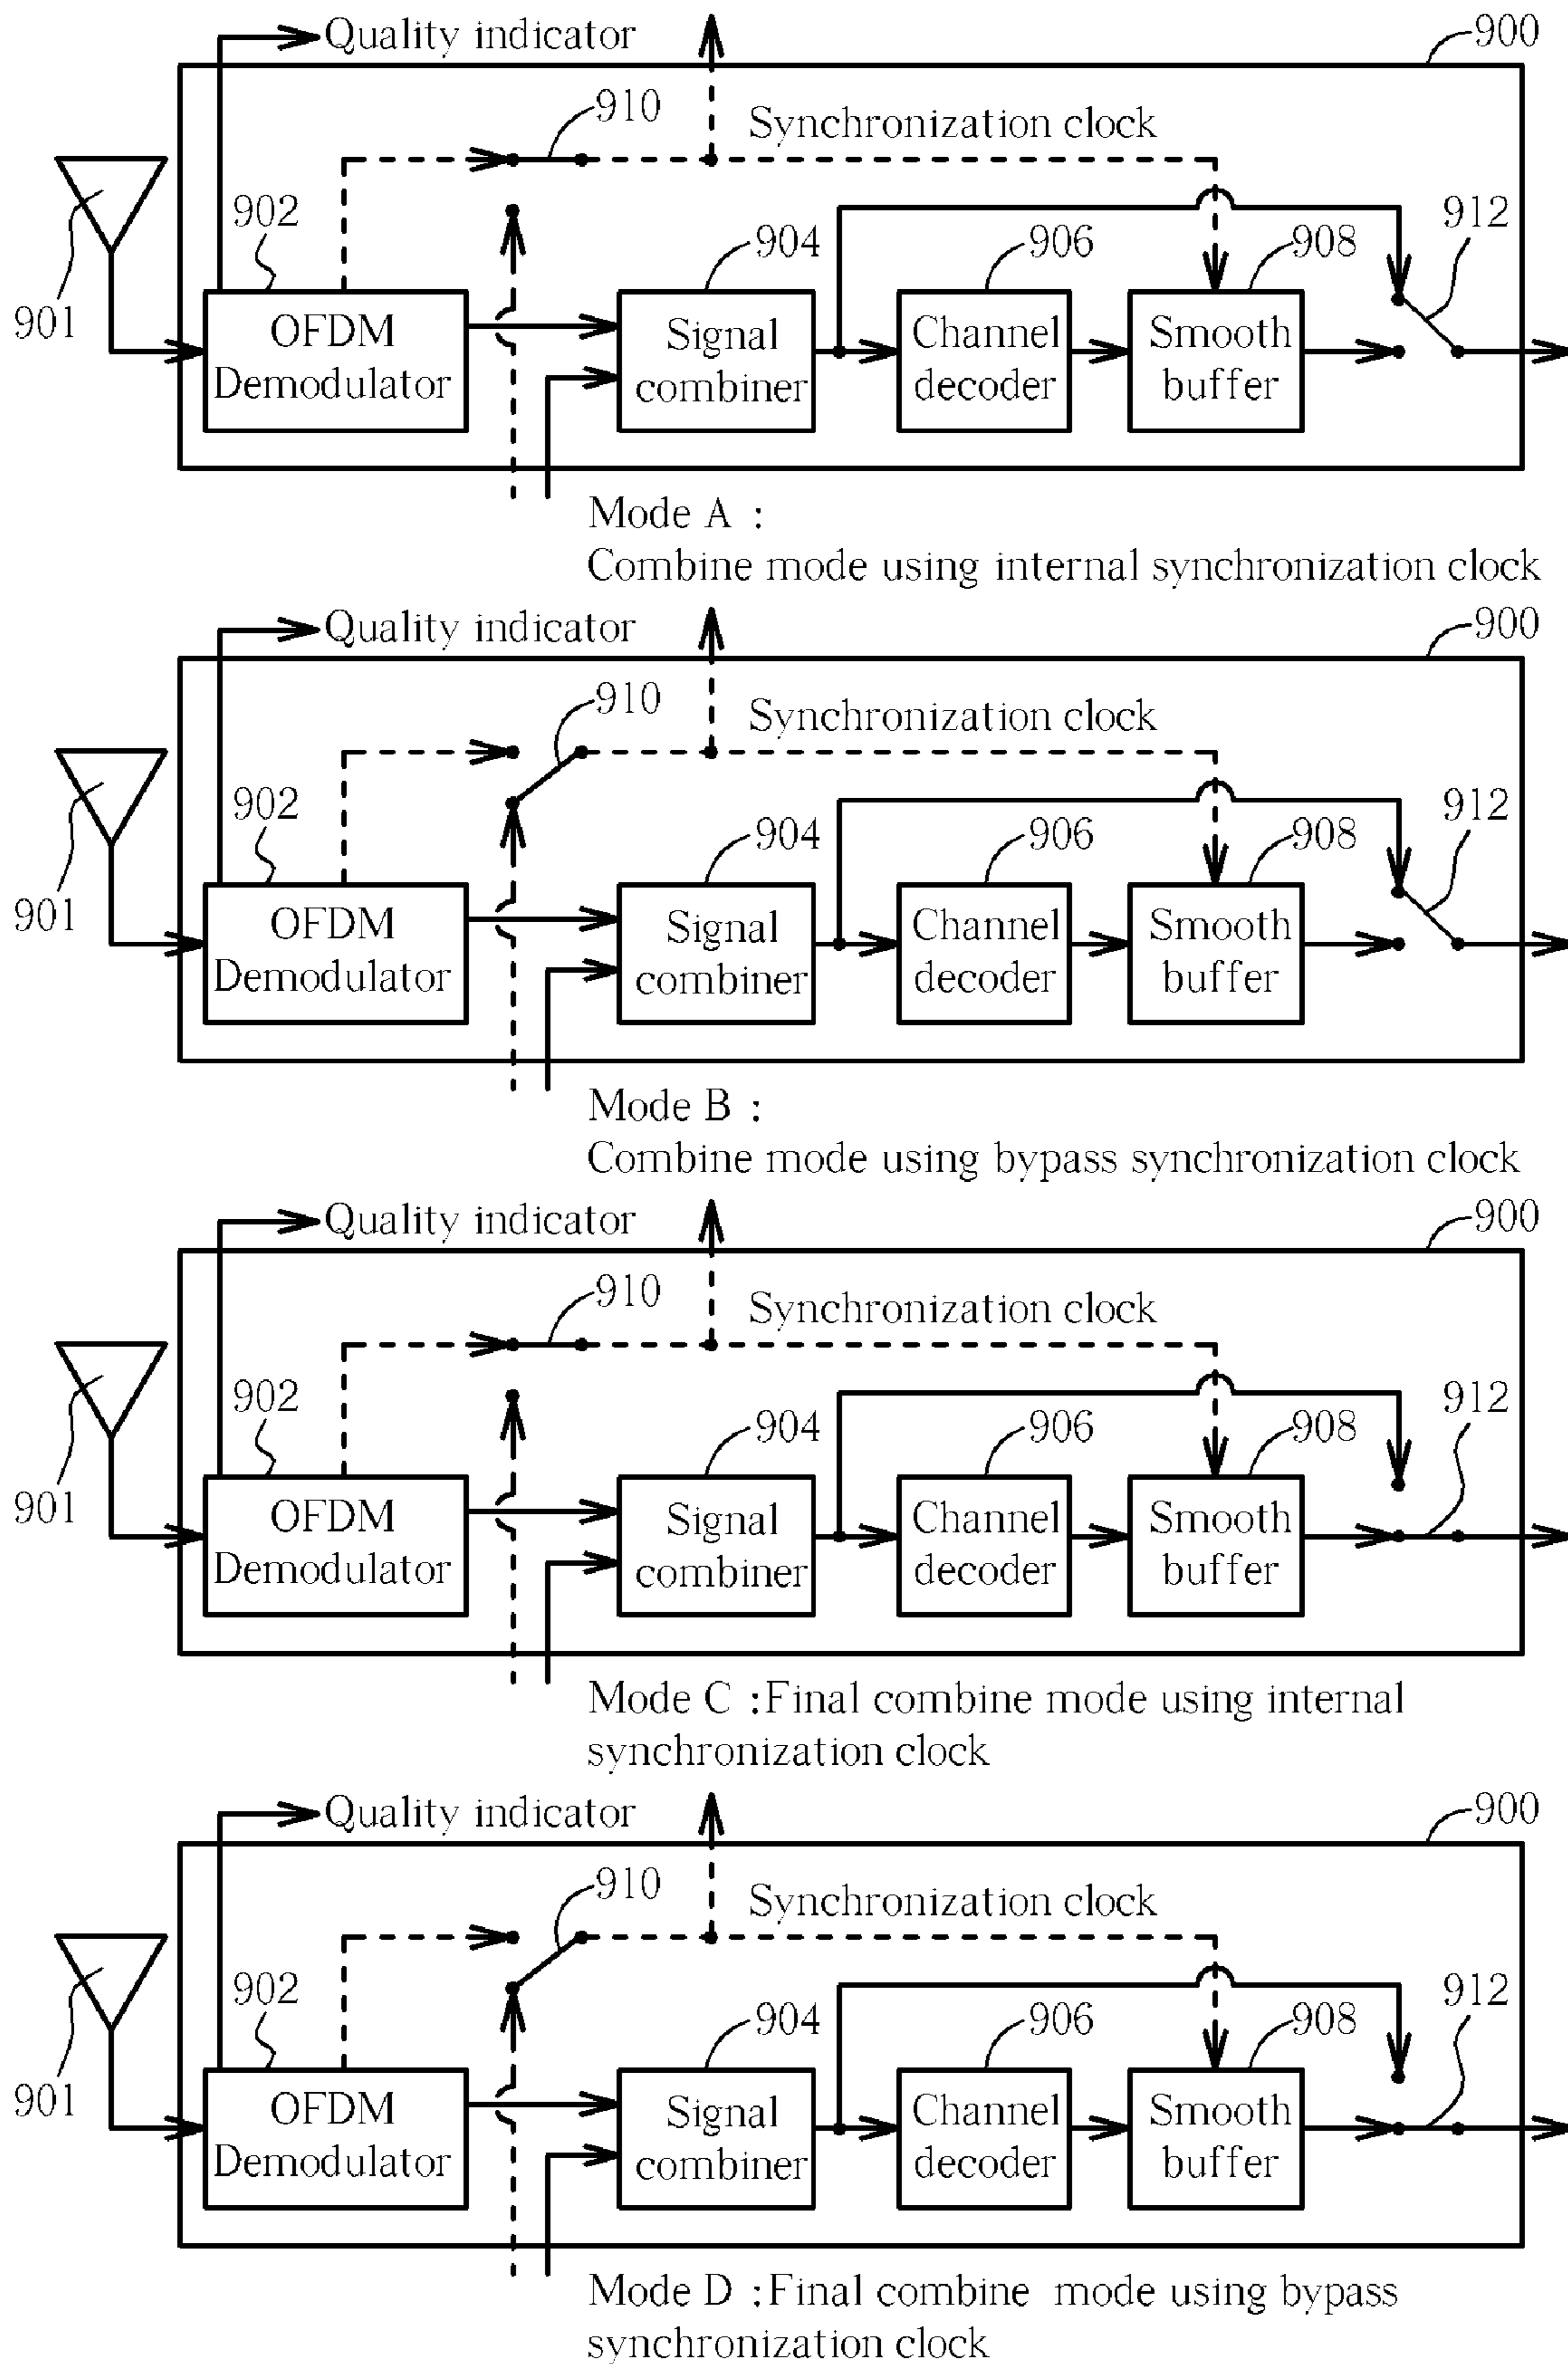 Quality indicator
900
910
Synchronization clock
901
902
904
906
908
912
OFDM
Demodulator
Signal
combiner
Channel
decoder
Smooth
buffer
Mode A :
Combine mode using internal synchronization clock
Quality indicator
900
910
Synchronization clock
901
902
904
906
908
912
OFDM
Demodulator
Signal
combiner
Channel
decoder
Smooth
buffer
Mode B :
Combine mode using bypass synchronization clock
Quality indicator
900
910
Synchronization clock
901
902
904
906
908
912
OFDM
Demodulator
Signal
combiner
Channel
decoder
Smooth
buffer
Mode C :Final combine mode using internal
synchronization clock
Quality indicator
900
910
Synchronization clock
901
902
904
906
908
912
OFDM
Demodulator
Signal
combiner
Channel
decoder
Smooth
buffer
Mode D :Final combine mode using bypass
synchronization clock